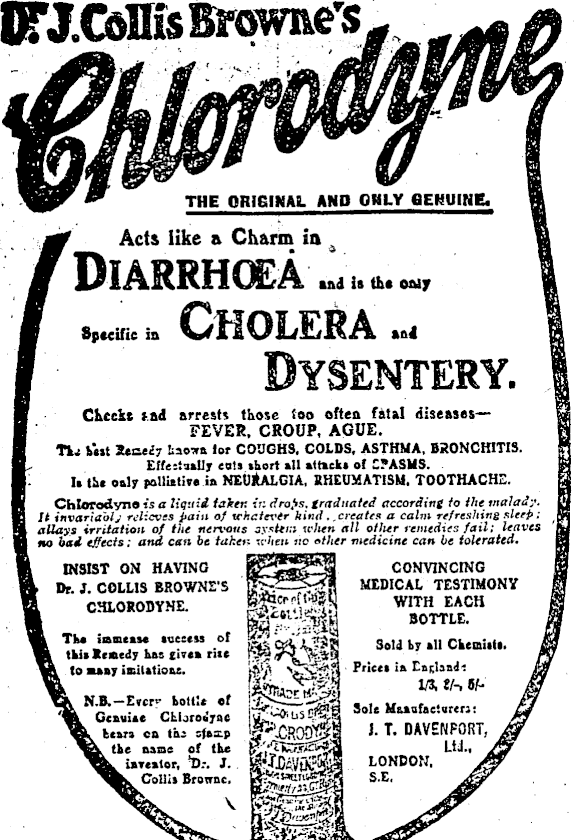 Dr. J. Collis Browne's
Chlorodyne
THE ORIGINAL AND ONLY GENUINE.
Acts like a Charm in
DIARRHŒA and is the only
Specific in CHOLERA and
DYSENTERY.
Checks and arrests those too often fatal diseases—
FEVER, CROUP, AGUE.
The best Remedy known for COUGHS, COLDS, ASTHMA, BRONCHITIS.
Effectually cuts short all attacks of SPASMS.
Is the only palliative in NEURALGIA, RHEUMATISM, TOOTHACHE.
Chlorodyne is a liquid taken in drops, graduated according to the malady.
It invariably relieves pain of whatever kind; creates a calm refreshing sleep;
allays irritation of the nervous system when all other remedies fail; leaves
no bad effects; and can be taken when no other medicine can be tolerated.
INSIST ON HAVING
Dr. J. COLLIS BROWNE'S
CHLORODYNE.
The immense success of
this Remedy has given rise
to many imitations.
N.B.—Every bottle of
Genuine Chlorodyne
bears on the stamp
the name of the
inventor, Dr. J.
Collis Browne.
TRADE
COLLIS
CRODY
J.T.DAVENPO
CONVINCING
MEDICAL TESTIMONY
WITH EACH
BOTTLE.
Sold by all Chemists.
Prices in England:
1/3, 2/-, 5/-
Sole Manufacturers:
J. T. DAVENPORT,
Ltd.,
LONDON,
S.E.